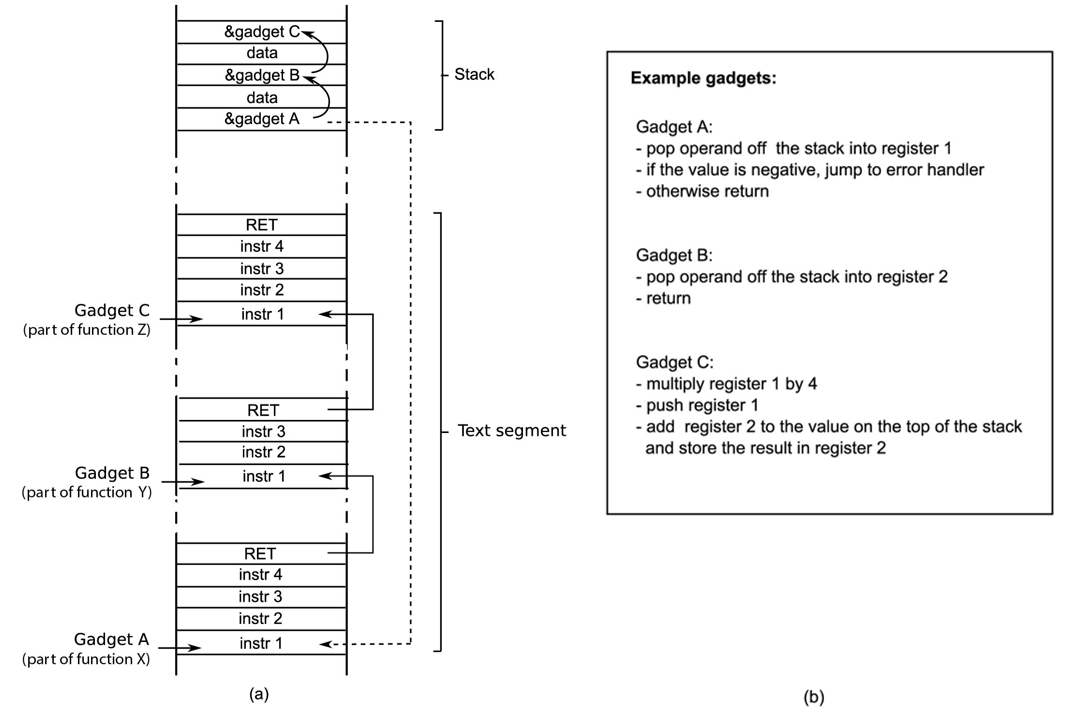 &gadget C
data
&gadget B
data
&gadget A
Stack
RET
instr 4
instr 3
instr 2
instr 1
Gadget C
(part of function Z)
RET
instr 3
instr 2
instr 1
Gadget B
(part of function Y)
Text segment
RET
instr 4
instr 3
instr 2
instr 1
Gadget A
(part of function X)
(a)
Example gadgets:
Gadget A:
- pop operand off the stack into register 1
- if the value is negative, jump to error handler
- otherwise return
Gadget B:
- pop operand off the stack into register 2
- return
Gadget C:
- multiply register 1 by 4
- push register 1
- add register 2 to the value on the top of the stack
and store the result in register 2
(b)